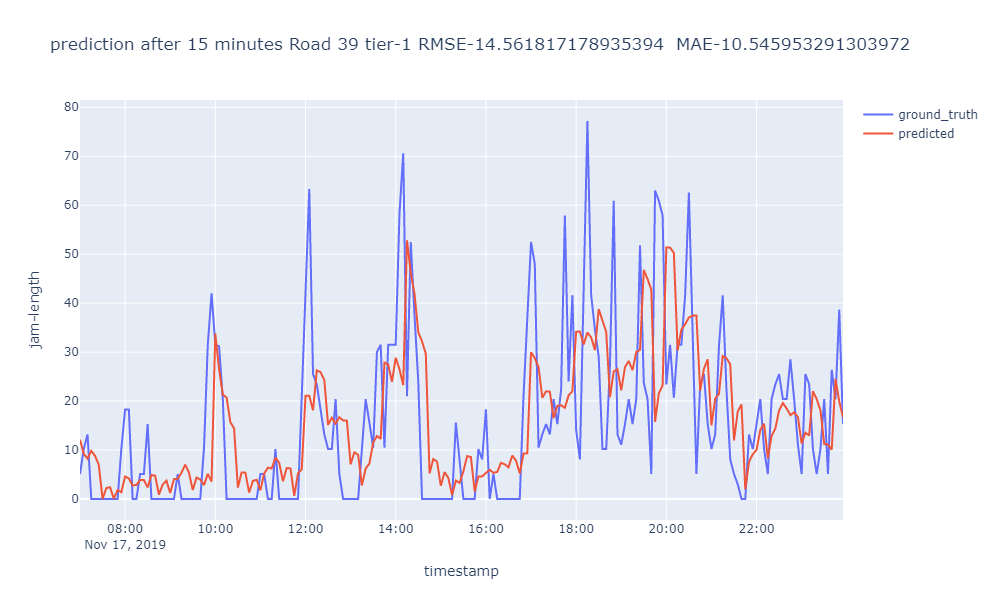 prediction after 15 minutes Road 39 tier-1 RMSE-14.561817178935394  MAE-10.545953291303972
ground_truth
predicted
80
70
60
50
40
30
20
10
0
jam-length
08:00 10:00 12:00 14:00 16:00 18:00 20:00 22:00
Nov 17, 2019
timestamp